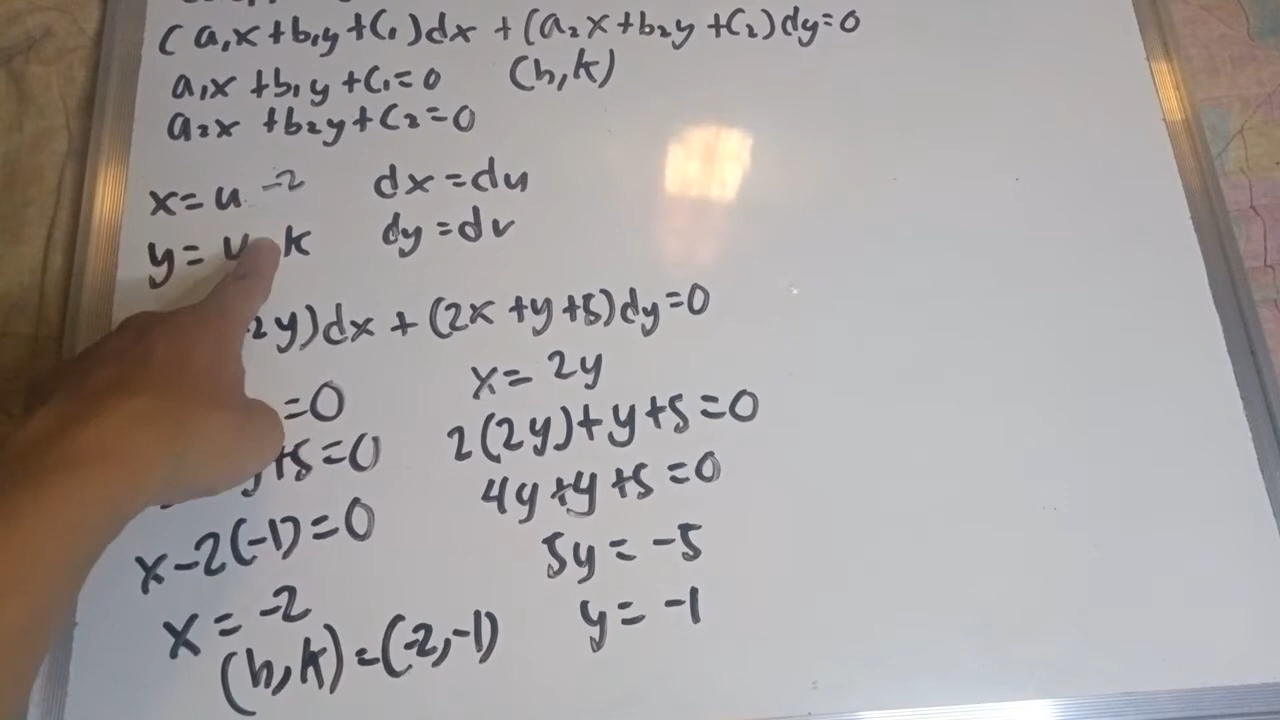 (a₁x+b₁y+C₁)dx + (a₂x+b₂y+C₂)dy=0
a₁x +b₁y+C₁=0 (h,k)
a₂x +b₂y+C₂=0
x=u-2 dx=du
y=v k dy=dv
2y)dx + (2x+y+5)dy=0
=0 x=2y
y+5=0 2(2y)+y+5=0
4y+y+5=0
x-2(-1)=0
5y=-5
x=-2 y=-1
(h,k)=(-2,-1)